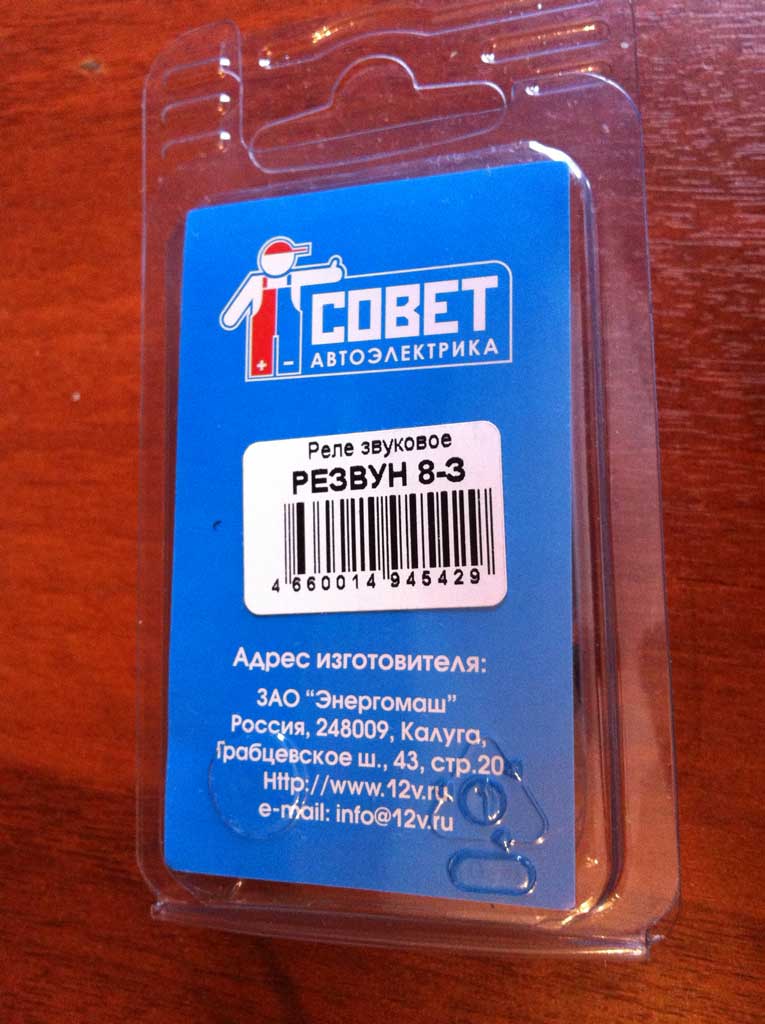 СОВЕТ
АВТОЭЛЕКТРИКА
+ -
Реле звуковое
РЕЗВУН 8-3
4 660014 945429
Адрес изготовителя:
ЗАО "Энергомаш"
Россия, 248009, Калуга,
Грабцевское ш., 43, стр.20
Http://www.12v.ru
e-mail: info@12v.ru